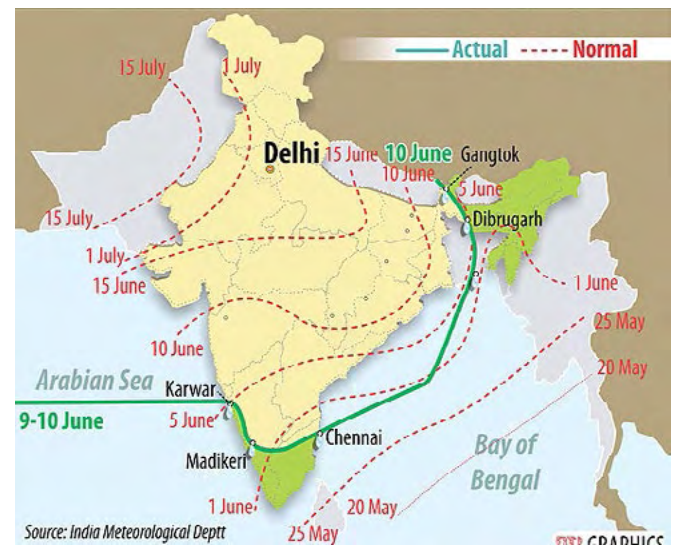 Actual
Normal
15 July
1 July
Delhi
15 June
10 June
Gangtok
10 June
5 June
Dibrugarh
15 July
1 July
15 June
1 June
25 May
10 June
20 May
Arabian Sea
Karwar
9-10 June
5 June
Chennai
Madikeri
Bay of
Bengal
1 June
20 May
25 May
Source: India Meteorological Deptt
GRAPHICS